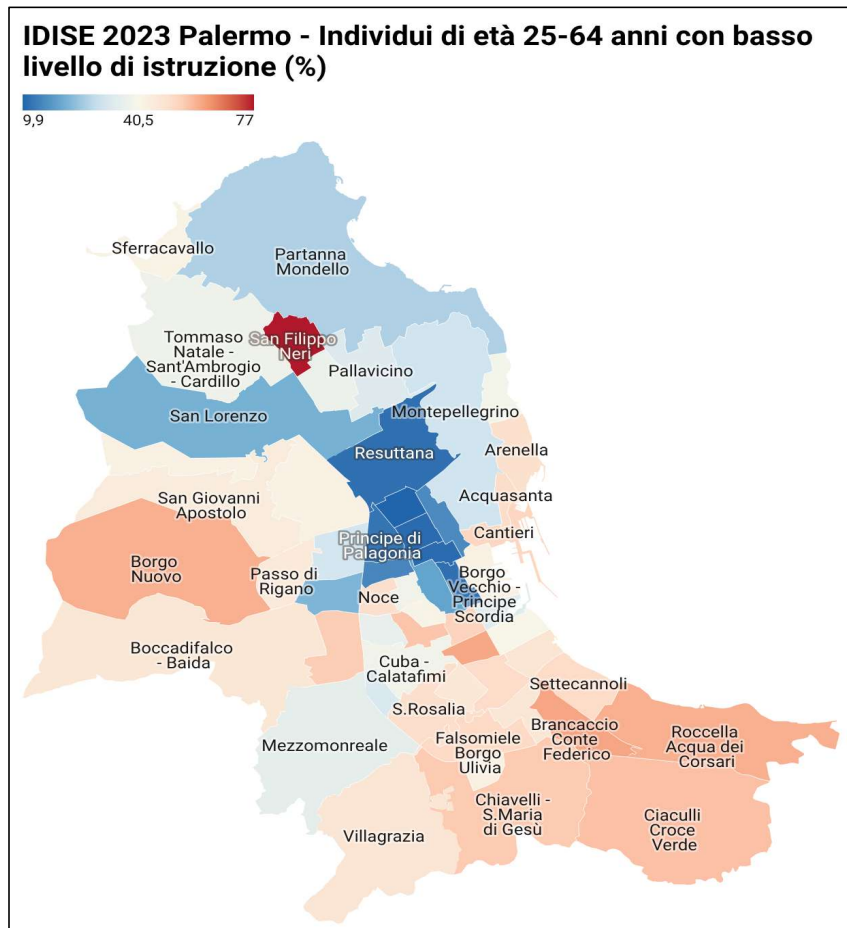 IDISE 2023 Palermo - Individui di età 25-64 anni con basso
livello di istruzione (%)
9,9
40,5
77
Sferracavallo
Partanna
Mondello
Tommaso
Natale -
Sant'Ambrogio
- Cardillo
San Filippo
Neri
Pallavicino
San Lorenzo
Montepellegrino
Resuttana
Arenella
San Giovanni
Apostolo
Acquasanta
Cantieri
Principe di
Palagonia
Borgo
Nuovo
Passo di
Rigano
Noce
Borgo
Vecchio -
Principe
Scordia
Boccadifalco
- Baida
Cuba -
Calatafimi
Settecannoli
S.Rosalia
Mezzomonreale
Falsomiele
Borgo
Ulivia
Brancaccio
Conte
Federico
Roccella
Acqua dei
Corsari
Villagrazia
Chiavelli -
S.Maria
di Gesù
Ciaculli
Croce
Verde